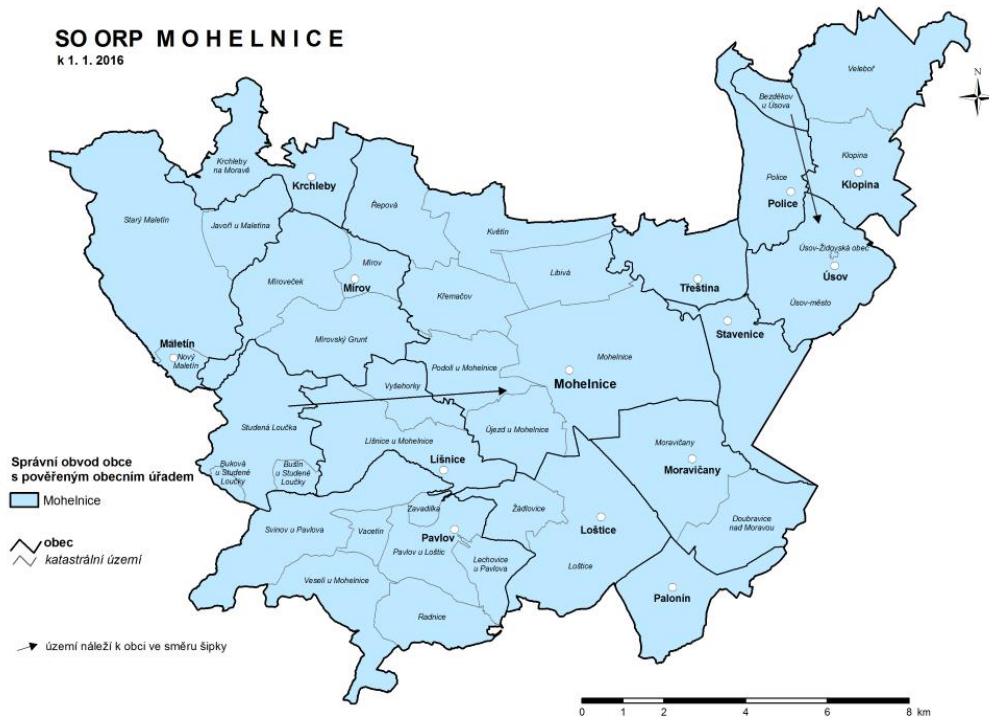 SO ORP MOHELNICE
k 1. 1. 2016
N
Veleboř
Bezděkov
u Úsova
Klopina
Klopina
Police
Police
Krchleby
na Moravě
Krchleby
Řepová
Starý Maletín
Javoří u Maletína
Květín
Úsov-Židovská obec
Úsov
Úsov-město
Mírov
Mírov
Míroveček
Libivá
Křemačov
Třeština
Stavenice
Mírovský Grunt
Maletín
Nový
Maletín
Podolí u Mohelnice
Mohelnice
Mohelnice
Vyšehorky
Studená Loučka
Líšnice u Mohelnice
Újezd u Mohelnice
Moravičany
Moravičany
Líšnice
Buková
u Studené
Loučky
Bušín
u Studené
Loučky
Správní obvod obce
s pověřeným obecním úřadem
Mohelnice
obec
katastrální území
Zavadilka
Žádlovice
Loštice
Doubravice
nad Moravou
Svinov u Pavlova
Vacetín
Pavlov
Pavlov u Loštic
Lechovice
u Pavlova
Loštice
Veselí u Mohelnice
Radnice
Palonín
území náleží k obci ve směru šipky
0 1 2 4 6 8 km